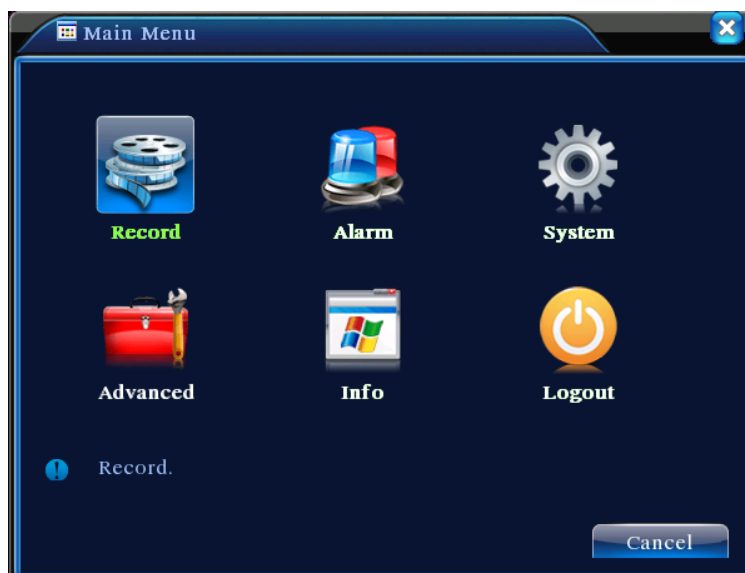 Main Menu
Record
Alarm
System
Advanced
Info
Logout
Record.
Cancel